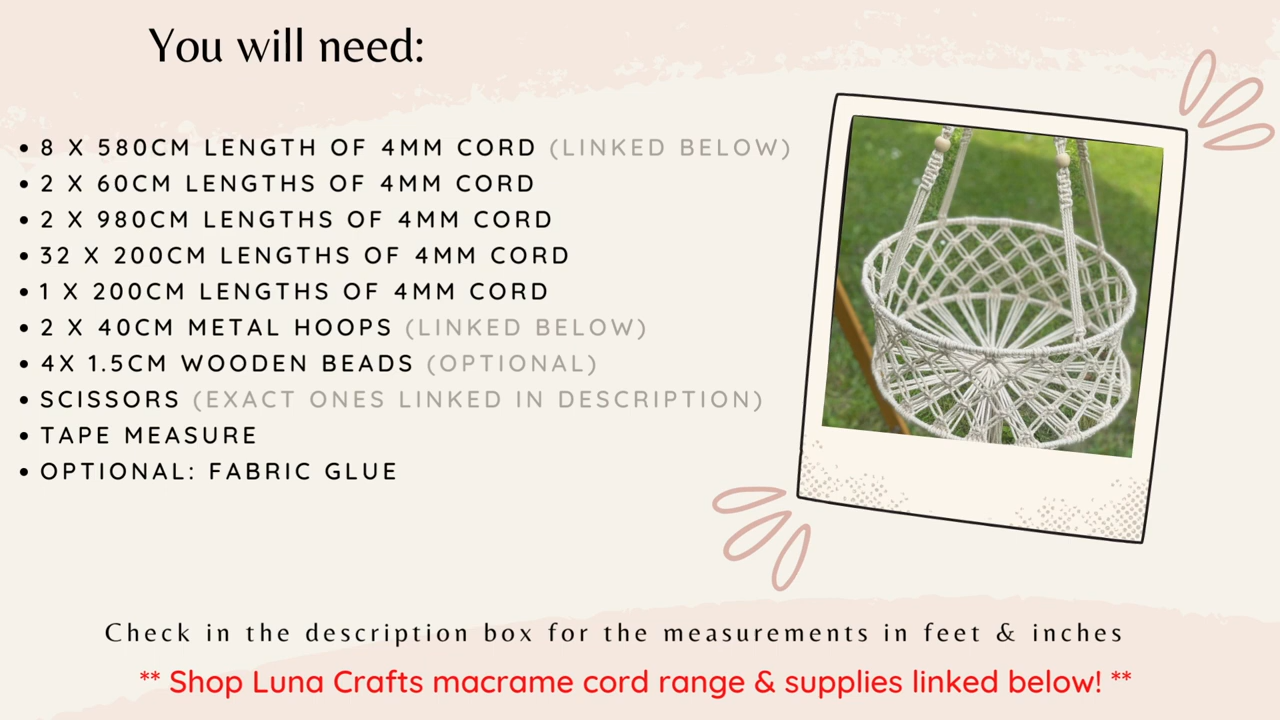 You will need:
• 8 X 580CM LENGTH OF 4MM CORD (LINKED BELOW)
• 2 X 60CM LENGTHS OF 4MM CORD
• 2 X 980CM LENGTHS OF 4MM CORD
• 32 X 200CM LENGTHS OF 4MM CORD
• 1 X 200CM LENGTHS OF 4MM CORD
• 2 X 40CM METAL HOOPS (LINKED BELOW)
• 4X 1.5CM WOODEN BEADS (OPTIONAL)
• SCISSORS (EXACT ONES LINKED IN DESCRIPTION)
• TAPE MEASURE
• OPTIONAL: FABRIC GLUE
Check in the description box for the measurements in feet & inches
** Shop Luna Crafts macrame cord range & supplies linked below! **